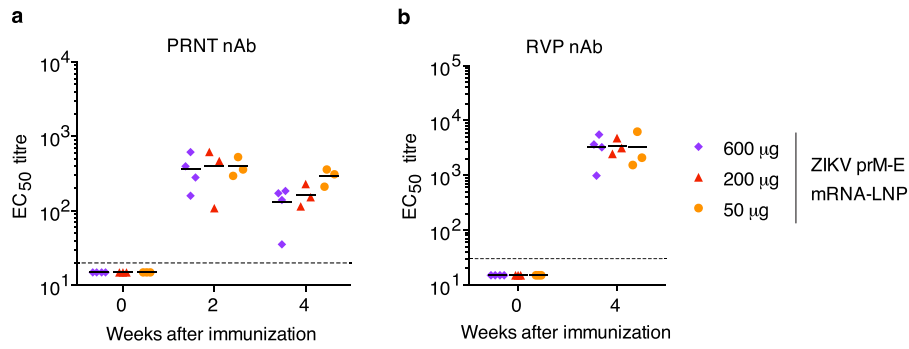 a
PRNT nAb
10^4
10^3
10^2
10^1
EC50 titre
0
2
4
Weeks after immunization
b
RVP nAb
10^5
10^4
10^3
10^2
10^1
EC50 titre
0
4
Weeks after immunization
600 μg
200 μg
50 μg
ZIKV prM-E
mRNA-LNP